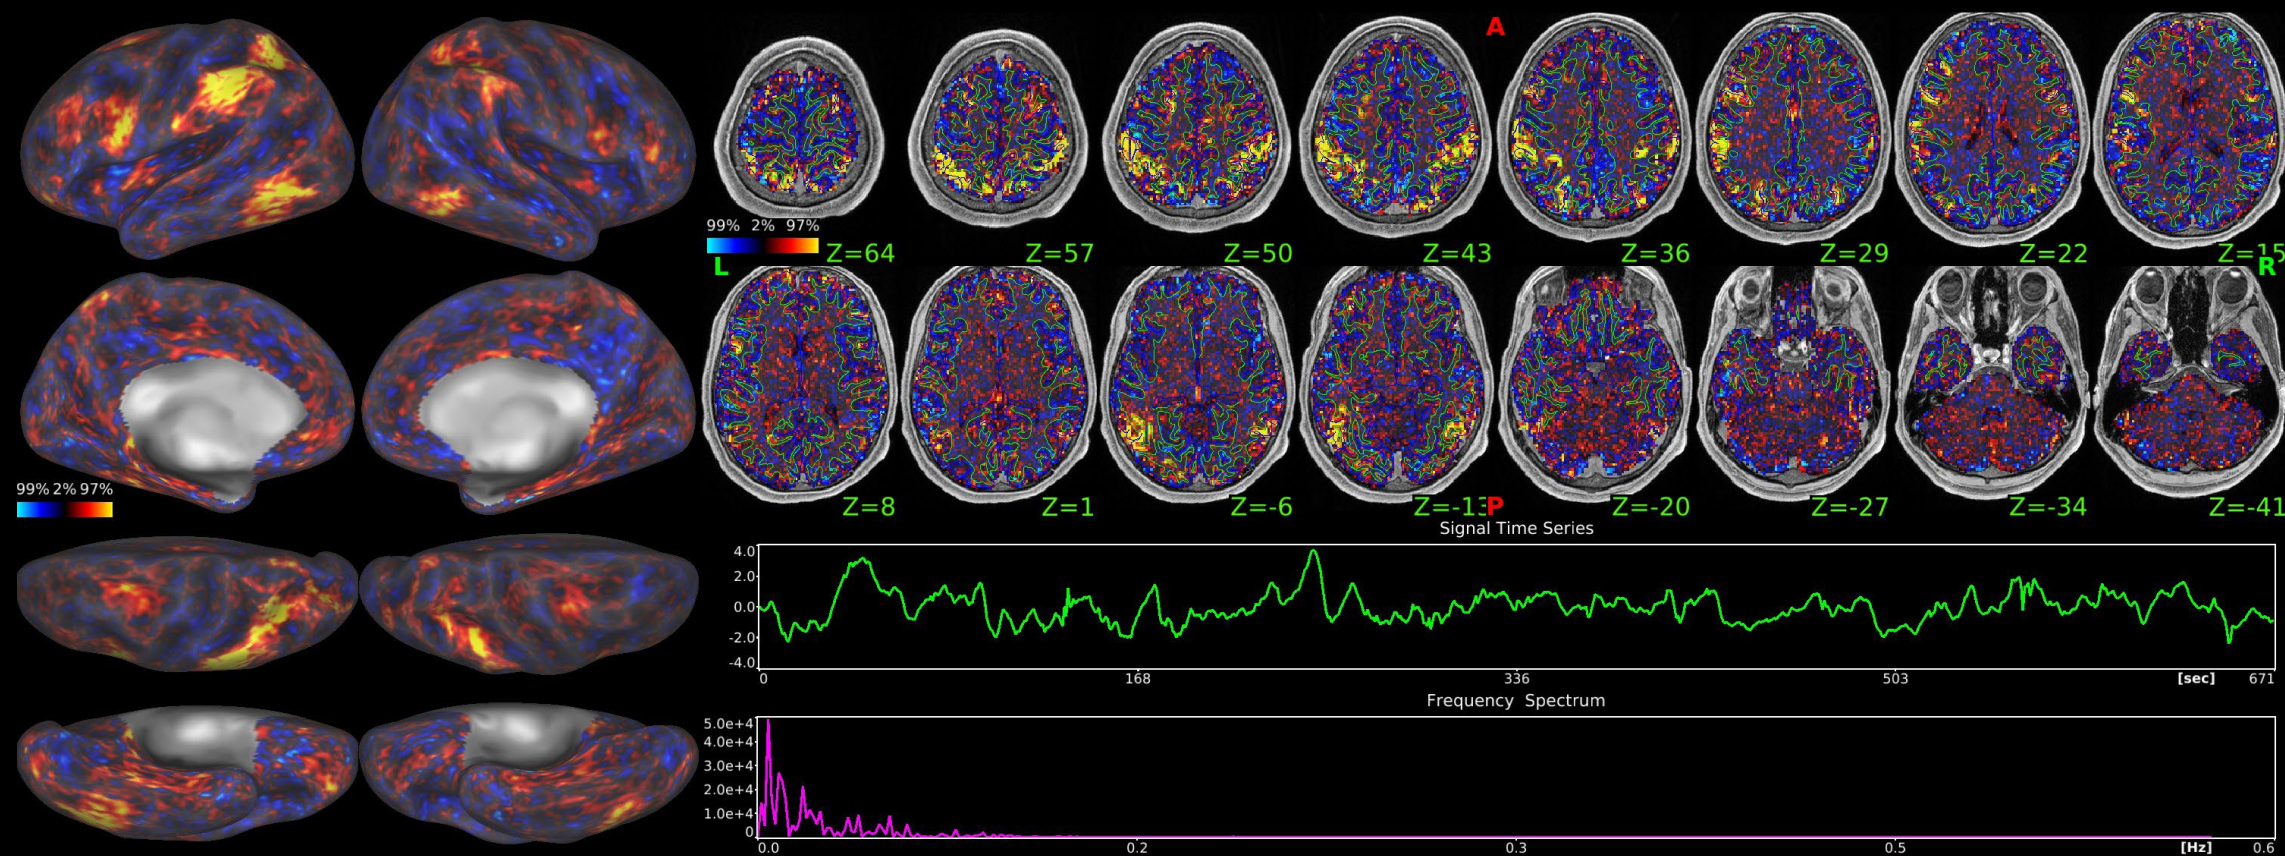 A
99% 2% 97%
Z=64 Z=57 Z=50 Z=43 Z=36 Z=29 Z=22 Z=15
L R
99% 2% 97%
Z=8 Z=1 Z=-6 Z=-13 Z=-20 Z=-27 Z=-34 Z=-41
P
Signal Time Series
4.0
2.0
0.0
-2.0
-4.0
0 168 336 503 [sec] 671
Frequency Spectrum
5.0e+4
4.0e+4
3.0e+4
2.0e+4
1.0e+4
0
0.0 0.2 0.3 0.5 [Hz] 0.6